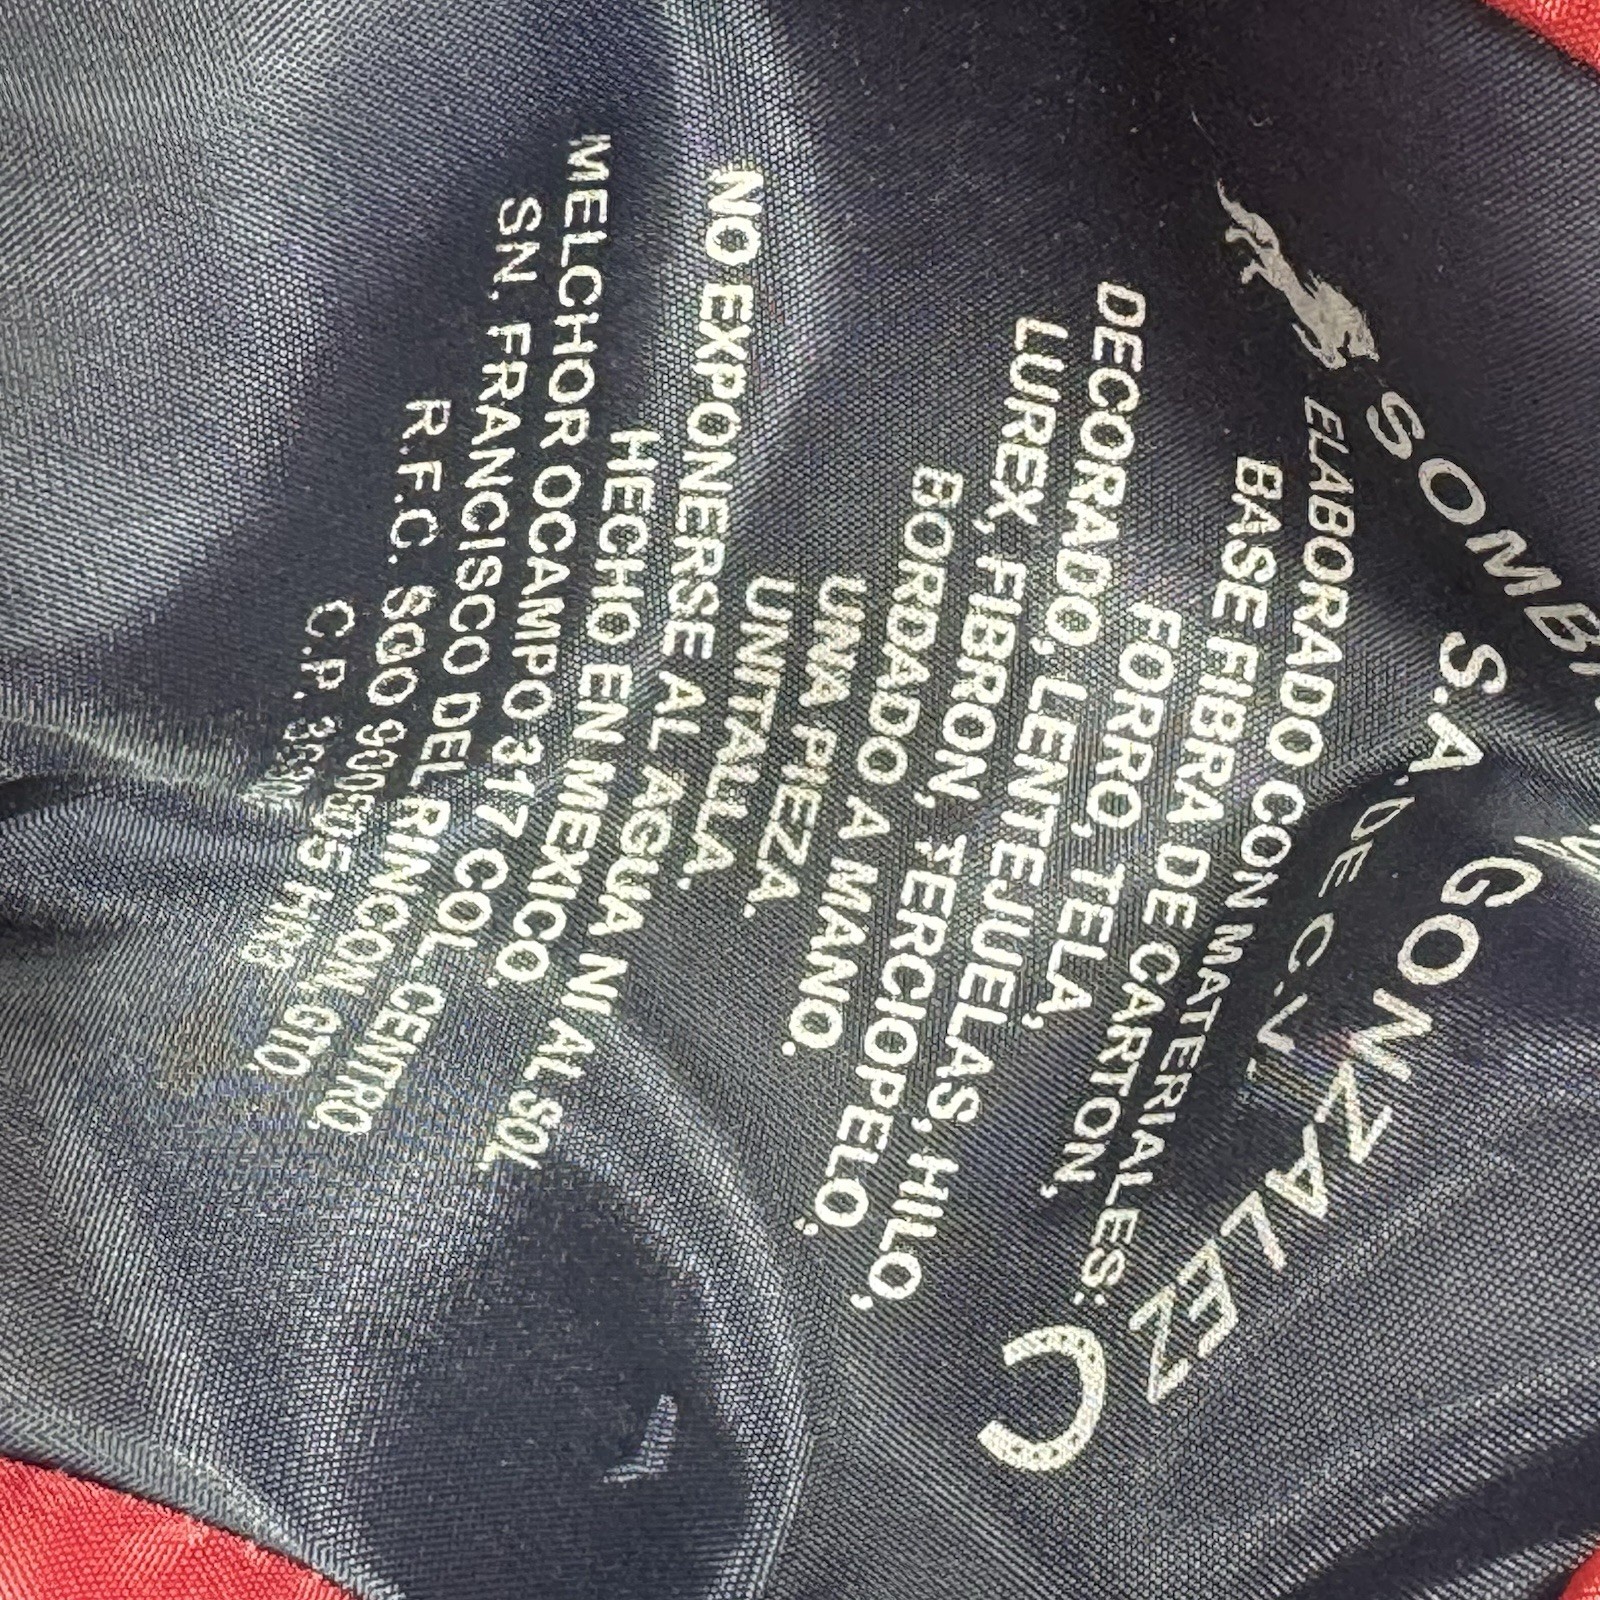 GONZALEZ
S.A. DE C.V.
ELABORADO CON MATERIALES:
BASE FIBRA DE CARTON,
FORRO, TELA,
DECORADO, LENTEJUELAS, HILO,
LUREX, FIBRON, TERCIOPELO,
BORDADO A MANO.
UNA PIEZA.
UNITALLA.
NO EXPONERSE AL AGUA NI AL SOL.
HECHO EN MEXICO.
MELCHOR OCAMPO 317 COL. CENTRO,
SN. FRANCISCO DEL RINCON, GTO.
R.F.C. SGO
C.P.